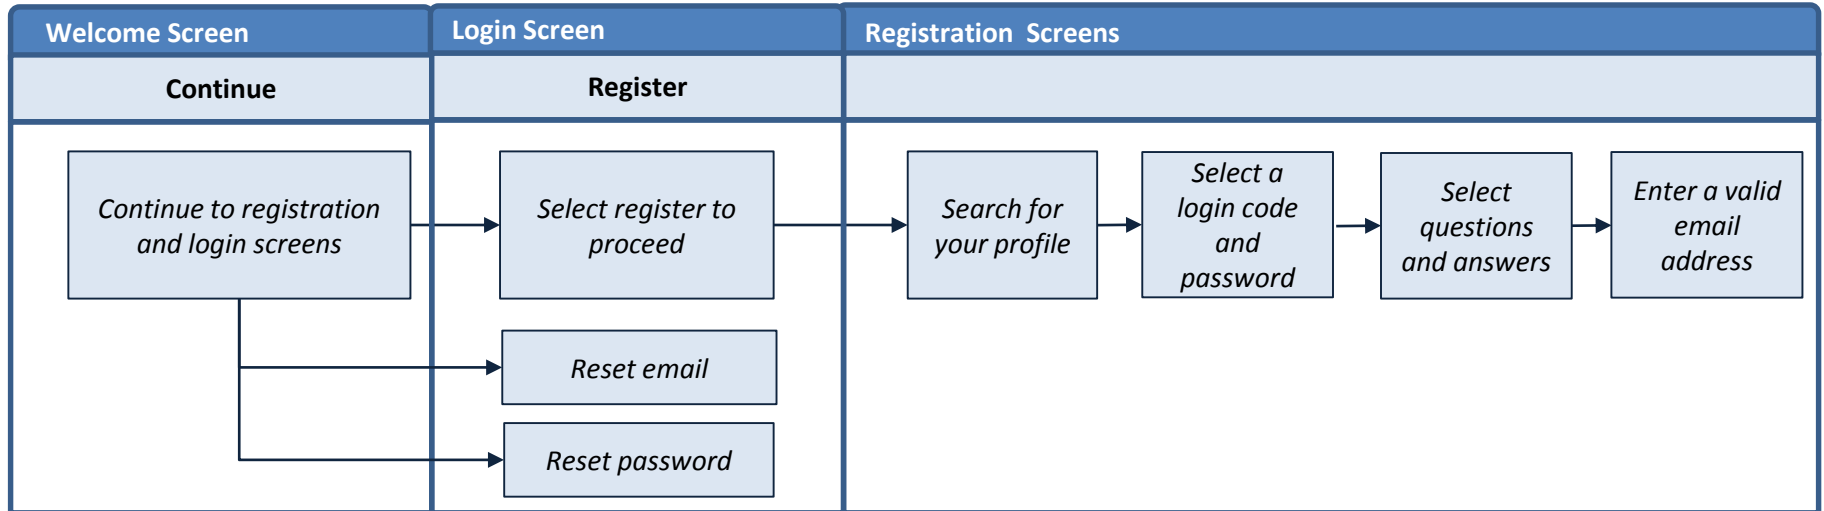 Welcome Screen
Login Screen
Registration Screens
Continue
Register
Continue to registration
and login screens
Select register to
proceed
Search for
your profile
Select a
login code
and
password
Select
questions
and answers
Enter a valid
email
address
Reset email
Reset password